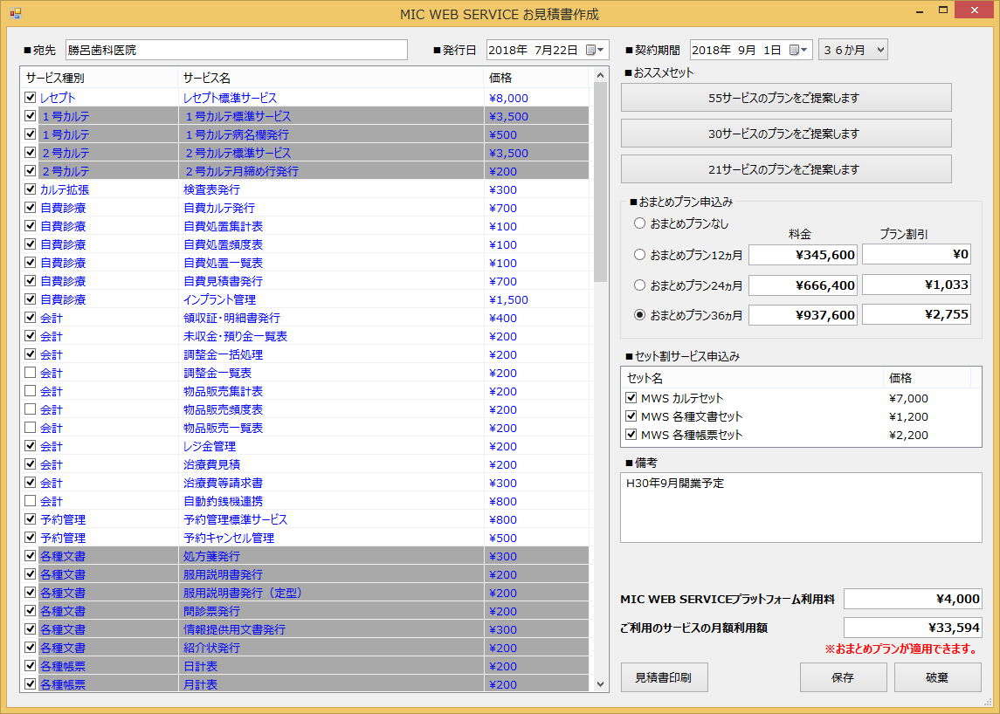 MIC WEB SERVICE お見積書作成
■宛先 勝呂歯科医院 ■発行日 2018年 7月22日 ■契約期間 2018年 9月 1日 36か月
サービス種別 サービス名 価格
レセプト レセプト標準サービス ¥8,000
1号カルテ 1号カルテ標準サービス ¥3,500
1号カルテ 1号カルテ病名欄発行 ¥500
2号カルテ 2号カルテ標準サービス ¥3,500
2号カルテ 2号カルテ月締め行発行 ¥200
カルテ拡張 検査表発行 ¥300
自費診療 自費カルテ発行 ¥700
自費診療 自費処置集計表 ¥100
自費診療 自費処置頻度表 ¥100
自費診療 自費処置一覧表 ¥100
自費診療 自費見積書発行 ¥700
自費診療 インプラント管理 ¥1,500
会計 領収証・明細書発行 ¥400
会計 未収金・預り金一覧表 ¥200
会計 調整金一括処理 ¥200
会計 調整金一覧表 ¥200
会計 物品販売集計表 ¥200
会計 物品販売頻度表 ¥200
会計 物品販売一覧表 ¥200
会計 レジ金管理 ¥200
会計 治療費見積 ¥200
会計 治療費等請求書 ¥300
会計 自動釣銭機連携 ¥800
予約管理 予約管理標準サービス ¥800
予約管理 予約キャンセル管理 ¥500
各種文書 処方箋発行 ¥300
各種文書 服用説明書発行 ¥200
各種文書 服用説明書発行（定型） ¥200
各種文書 問診票発行 ¥200
各種文書 情報提供用文書発行 ¥300
各種文書 紹介状発行 ¥200
各種帳票 日計表 ¥200
各種帳票 月計表 ¥200
■おススメセット
55サービスのプランをご提案します
30サービスのプランをご提案します
21サービスのプランをご提案します
■おまとめプラン申込み
おまとめプランなし
料金 プラン割引
おまとめプラン12ヵ月 ¥345,600 ¥0
おまとめプラン24ヵ月 ¥666,400 ¥1,033
おまとめプラン36ヵ月 ¥937,600 ¥2,755
■セット割サービス申込み
セット名 価格
MWS カルテセット ¥7,000
MWS 各種文書セット ¥1,200
MWS 各種帳票セット ¥2,200
■備考
H30年9月開業予定
MIC WEB SERVICEプラットフォーム利用料 ¥4,000
ご利用のサービスの月額利用額 ¥33,594
※おまとめプランが適用できます。
見積書印刷 保存 破棄